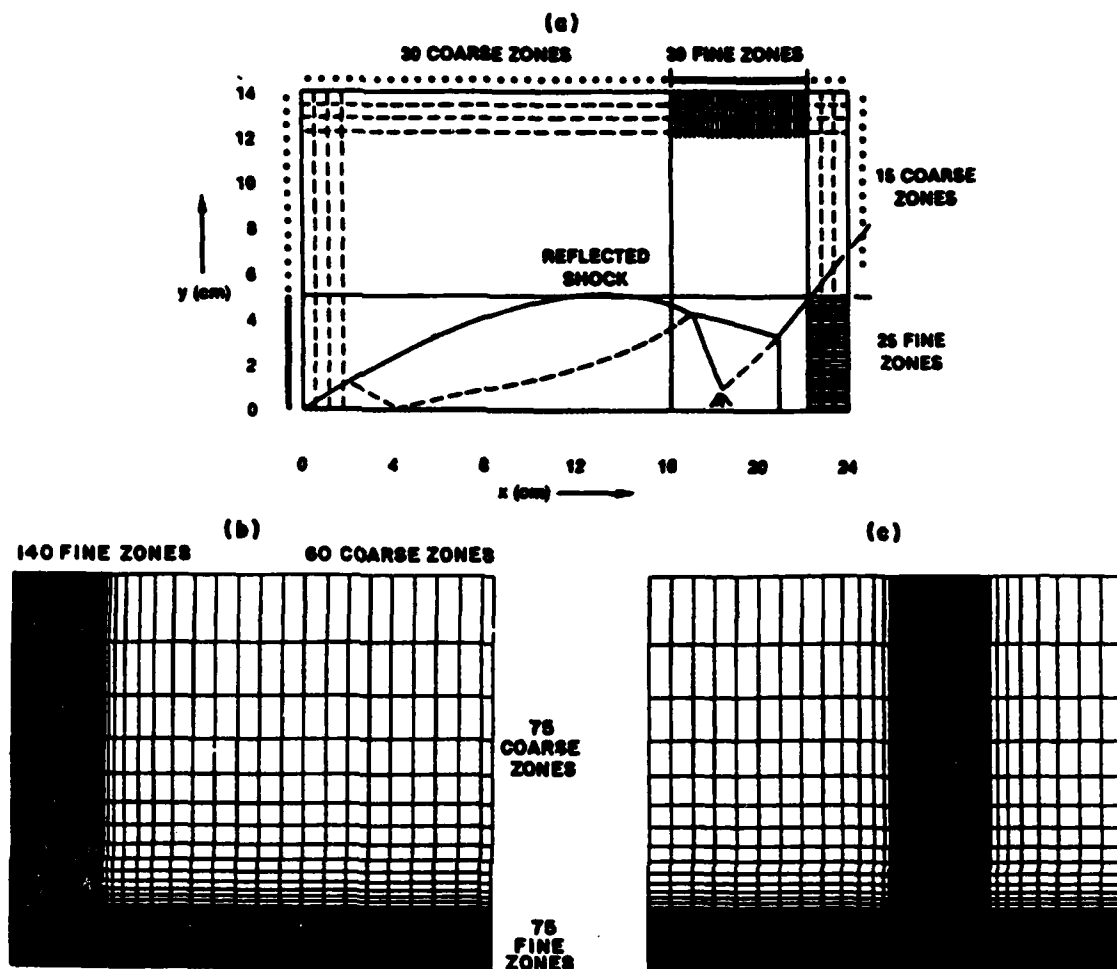 (a)
30 COARSE ZONES 30 FINE ZONES
14
12
10
8
6
4
2
0
y (cm)
REFLECTED
SHOCK
15 COARSE
ZONES
25 FINE
ZONES
0 4 8 12 16 20 24
x (cm)
(b)
140 FINE ZONES 60 COARSE ZONES
75
COARSE
ZONES
75
FINE
ZONES
(c)